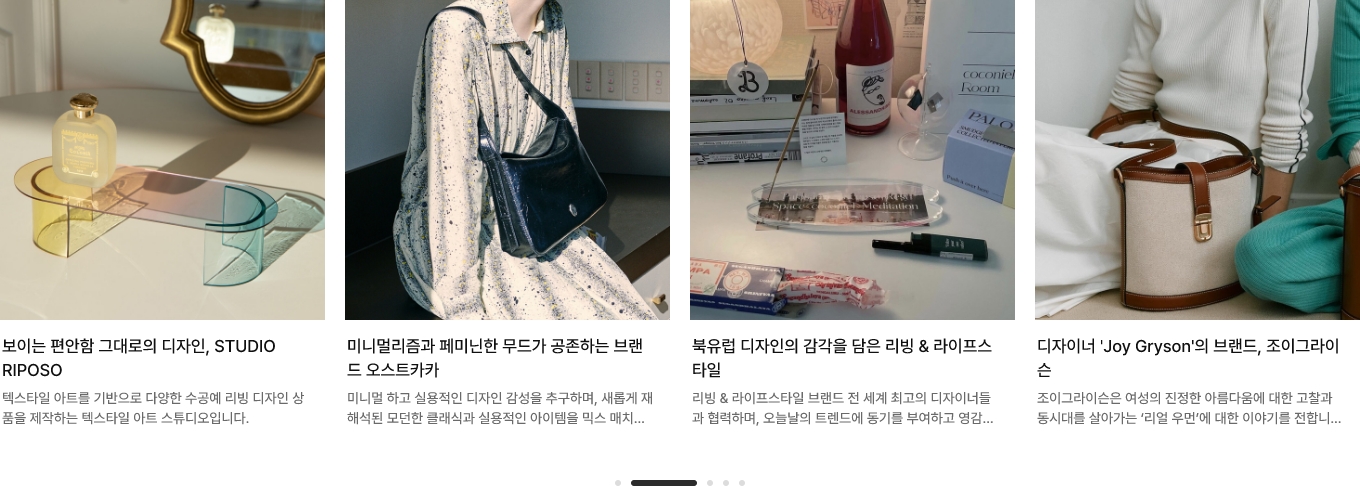 B
coconiel
Room
PALO
ALESSANDRA
Space coconiel Meditation
보이는 편안함 그대로의 디자인, STUDIO
RIPOSO
텍스타일 아트를 기반으로 다양한 수공예 리빙 디자인 상
품을 제작하는 텍스타일 아트 스튜디오입니다.
미니멀리즘과 페미닌한 무드가 공존하는 브랜
드 오스트카카
미니멀 하고 실용적인 디자인 감성을 추구하며, 새롭게 재
해석된 모던한 클래식과 실용적인 아이템을 믹스 매치...
북유럽 디자인의 감각을 담은 리빙 & 라이프스
타일
리빙 & 라이프스타일 브랜드 전 세계 최고의 디자이너들
과 협력하며, 오늘날의 트렌드에 동기를 부여하고 영감...
디자이너 'Joy Gryson'의 브랜드, 조이그라이
슨
조이그라이슨은 여성의 진정한 아름다움에 대한 고찰과
동시대를 살아가는 ‘리얼 우먼’에 대한 이야기를 전합니...